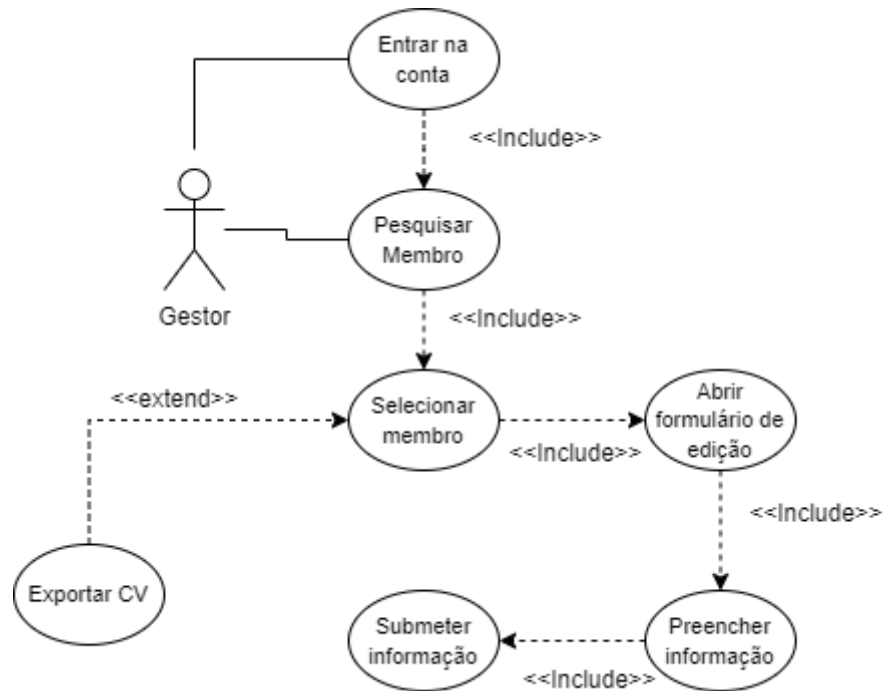 Entrar na
conta
<<Include>>
Pesquisar
Membro
Gestor
<<Include>>
<<extend>>
Selecionar
membro
<<Include>>
Abrir
formulário de
edição
<<Include>>
Exportar CV
Submeter
informação
<<Include>>
Preencher
informação